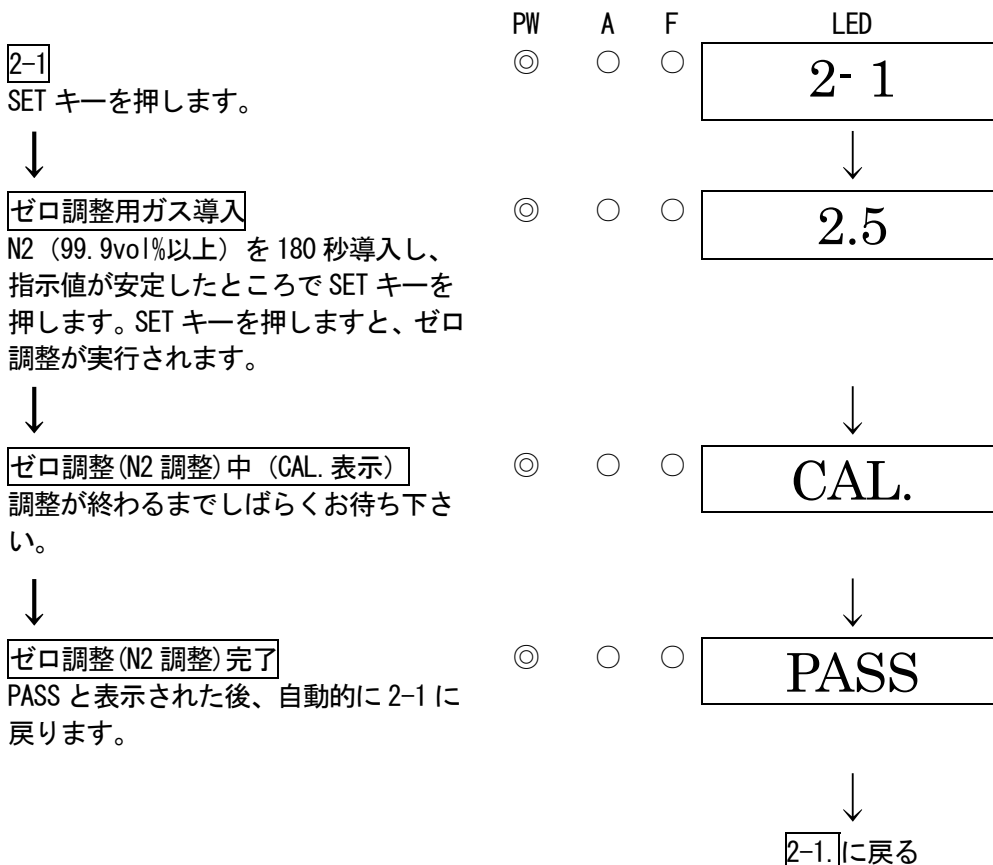 PW A F LED
2-1 ◎ ○ ○ 2- 1
SET キーを押します。
↓ ↓
ゼロ調整用ガス導入 ◎ ○ ○ 2.5
N2（99.9vol%以上）を 180 秒導入し、
指示値が安定したところで SET キーを
押します。SET キーを押しますと、ゼロ
調整が実行されます。
↓ ↓
ゼロ調整(N2 調整)中（CAL.表示） ◎ ○ ○ CAL.
調整が終わるまでしばらくお待ち下さ
い。
↓ ↓
ゼロ調整(N2 調整)完了 ◎ ○ ○ PASS
PASS と表示された後、自動的に 2-1 に
戻ります。
↓
2-1.に戻る